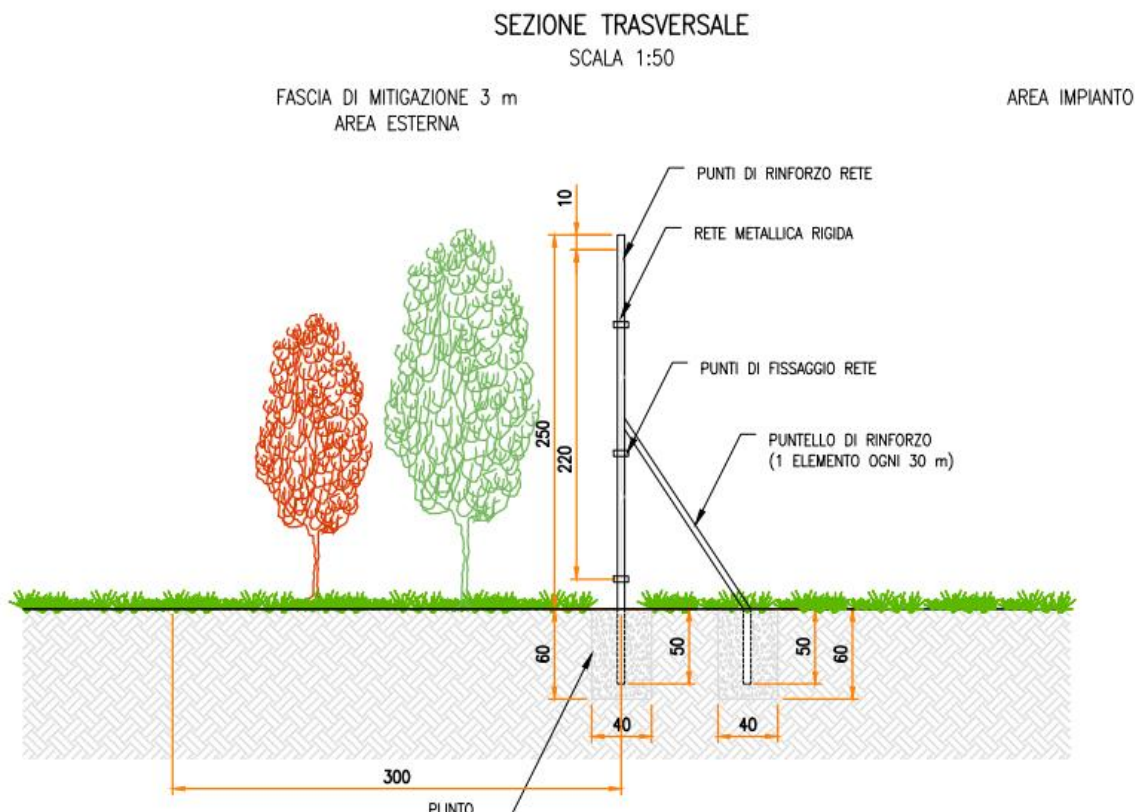 SEZIONE TRASVERSALE
SCALA 1:50
FASCIA DI MITIGAZIONE 3 m
AREA ESTERNA
AREA IMPIANTO
PUNTI DI RINFORZO RETE
10
RETE METALLICA RIGIDA
PUNTI DI FISSAGGIO RETE
250
220
PUNTELLO DI RINFORZO
(1 ELEMENTO OGNI 30 m)
60
50
50
60
40
40
300
PUNTO